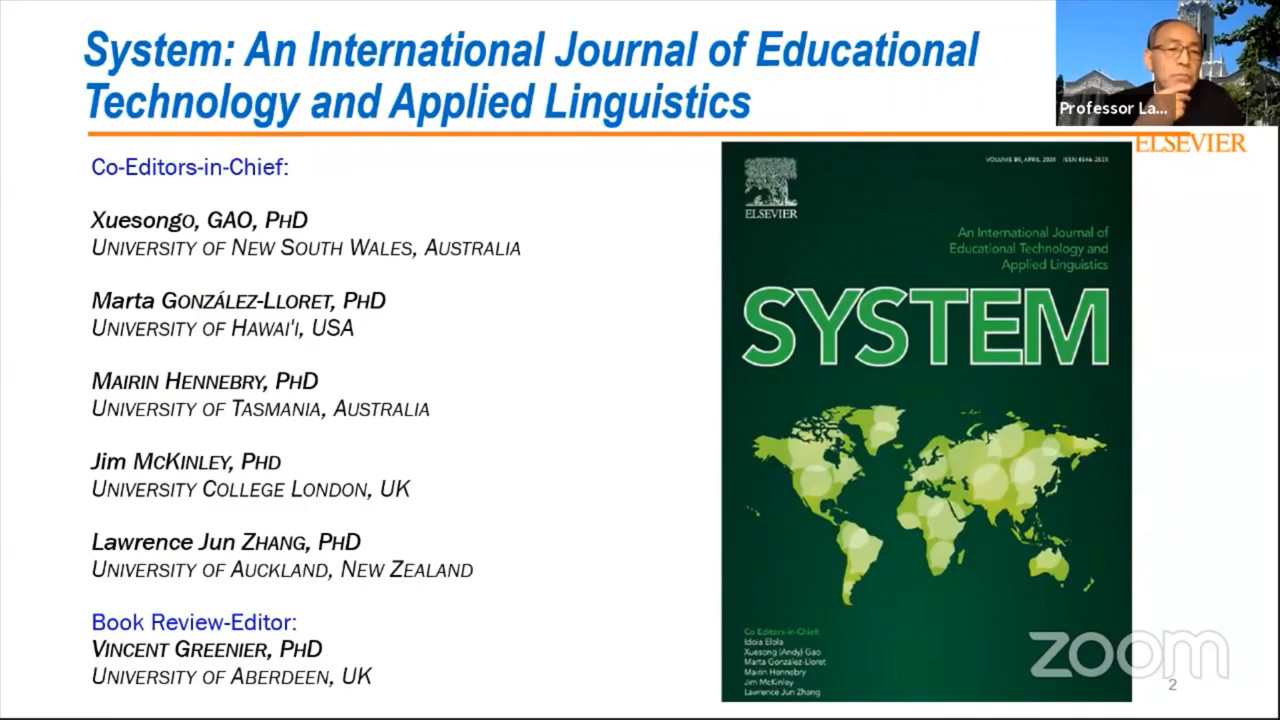 System: An International Journal of Educational
Technology and Applied Linguistics
Professor La...
ELSEVIER
Co-Editors-in-Chief:
XuesongO, GAO, PhD
UNIVERSITY OF NEW SOUTH WALES, AUSTRALIA
Marta GONZÁLEZ-LLORET, PhD
UNIVERSITY OF HAWAI'I, USA
MAIRIN HENNEBRY, PhD
UNIVERSITY OF TASMANIA, AUSTRALIA
Jim MCKINLEY, PhD
UNIVERSITY COLLEGE LONDON, UK
Lawrence Jun ZHANG, PhD
UNIVERSITY OF AUCKLAND, NEW ZEALAND
Book Review-Editor:
VINCENT GREENIER, PhD
UNIVERSITY OF ABERDEEN, UK
ELSEVIER
An International Journal of
Educational Technology and
Applied Linguistics
SYSTEM
Co Editors-in-Chief:
Idoia Elola
Xuesong (Andy) Gao
Marta González-Lloret
Mairin Hennebry
Jim McKinley
Lawrence Jun Zhang
zoom
2